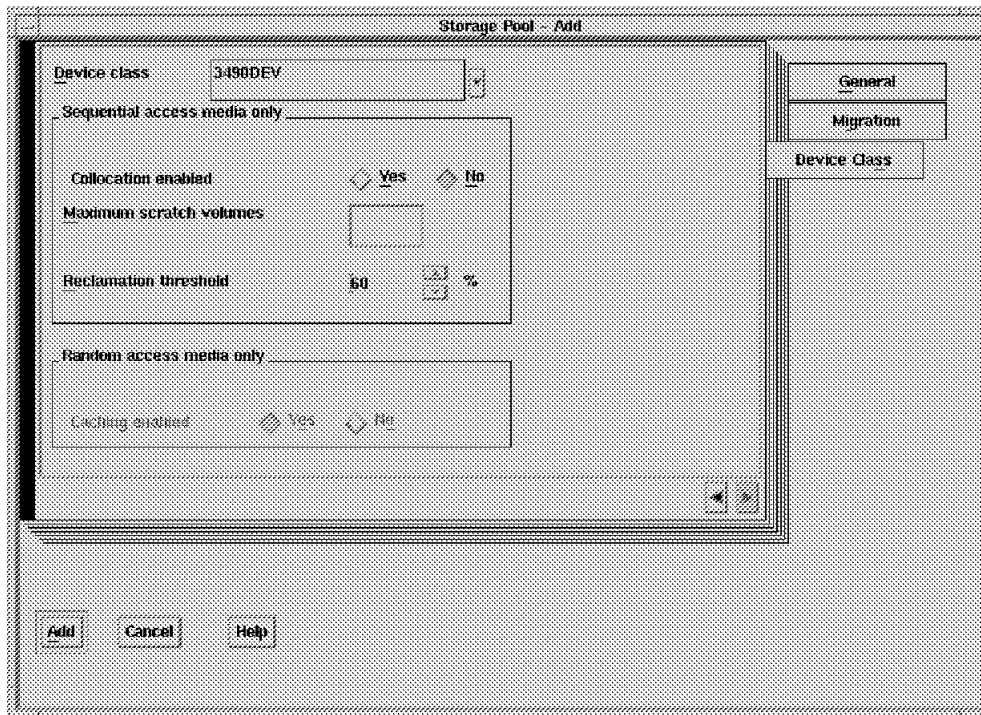 Storage Pool - Add
Device class 3490DEV
General
Migration
Device Class
Sequential access media only
Collocation enabled Yes No
Maximum scratch volumes
Reclamation threshold 60 %
Random access media only
Caching enabled Yes No
Add Cancel Help